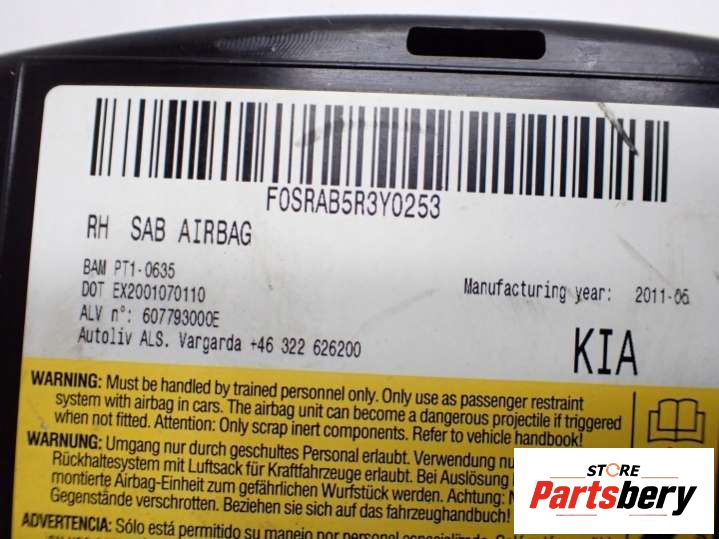 F0SRAB5R3Y0253
RH SAB AIRBAG
BAM PT1-0635
DOT EX2001070110
ALV n°: 607793000E
Autoliv ALS. Vargarda +46 322 626200
Manufacturing year: 2011-06
KIA
WARNING: Must be handled by trained personnel only. Only use as passenger restraint
system with airbag in cars. The airbag unit can become a dangerous projectile if triggered
when not fitted. Attention: Only scrap inert components. Refer to vehicle handbook!
WARNUNG: Umgang nur durch geschultes Personal erlaubt. Verwendung nu
Rückhaltesystem mit Luftsack für Kraftfahrzeuge erlaubt. Bei Auslösung
montierte Airbag-Einheit zum gefährlichen Wurfstück werden. Achtung: N
Gegenstände verschrotten. Beziehen sie sich auf das fahrzeughandbuch!
ADVERTENCIA: Sólo está permitido su manejo por personal
STORE
Partsbery